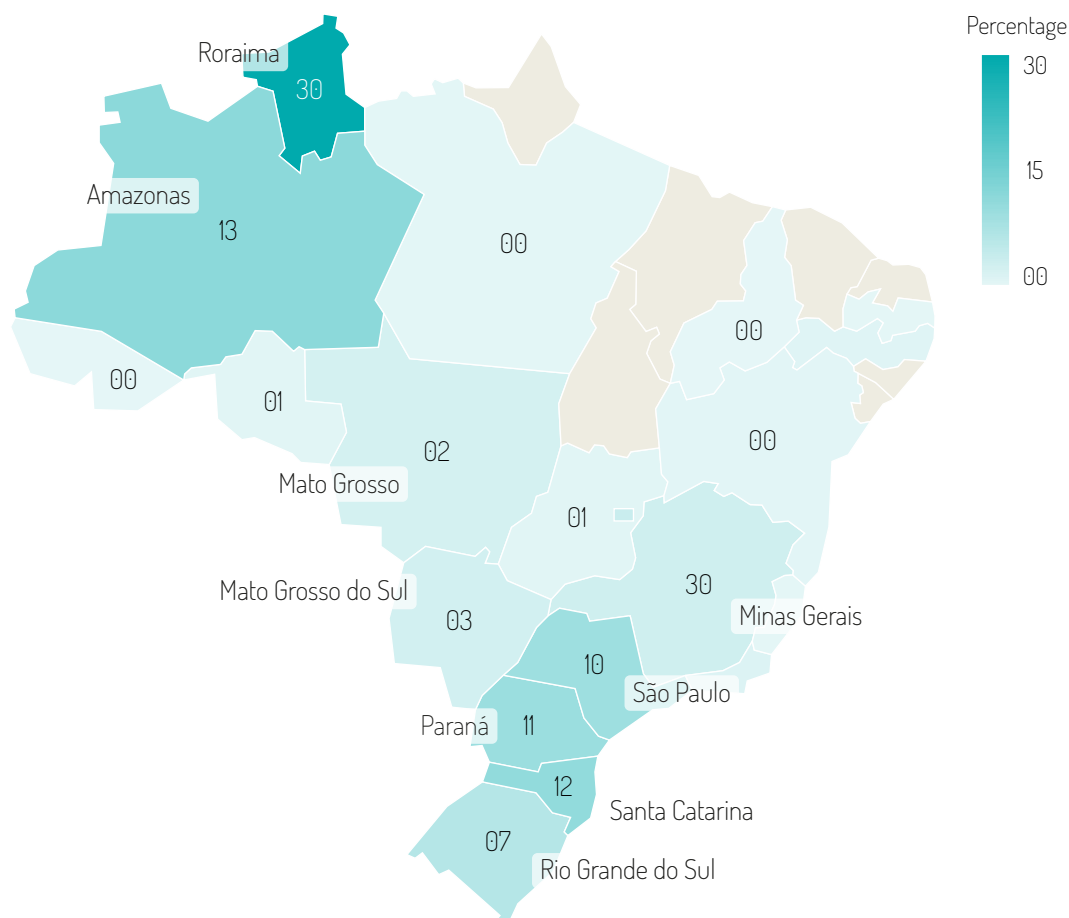 Percentage
Roraima
30
30
15
00
Amazonas
13
00
00
00
01
00
02
Mato Grosso
01
Mato Grosso do Sul
30
03
Minas Gerais
10
São Paulo
Paraná
11
12
Santa Catarina
07
Rio Grande do Sul